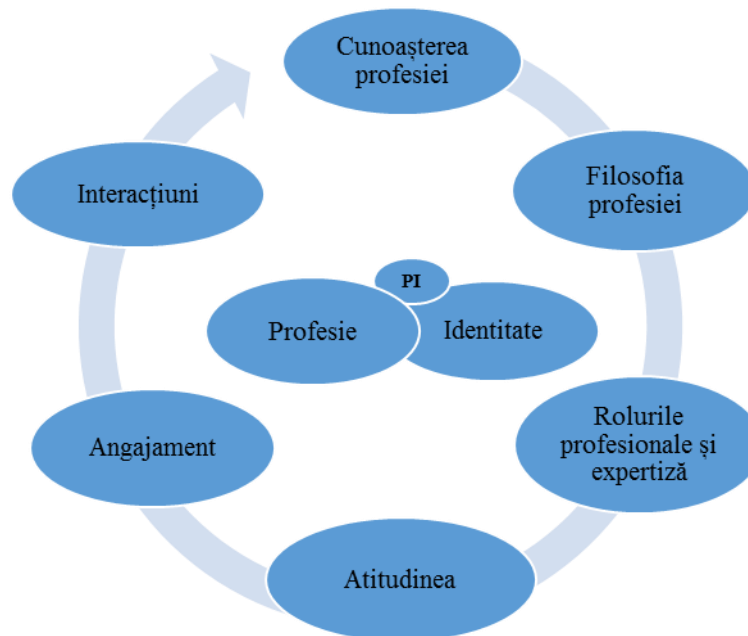 Cunoașterea
profesiei
Filosofia
profesiei
Rolurile
profesionale și
expertiză
Atitudinea
Angajament
Interacțiuni
PI
Profesie
Identitate